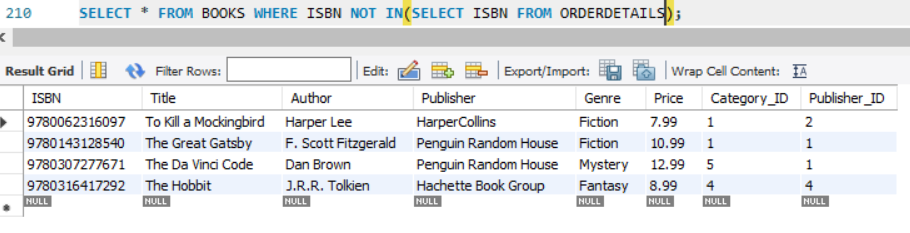 210 SELECT * FROM BOOKS WHERE ISBN NOT IN(SELECT ISBN FROM ORDERDETAILS);
Result Grid Filter Rows: Edit: Export/Import: Wrap Cell Content: IA
ISBN Title Author Publisher Genre Price Category_ID Publisher_ID
9780062316097 To Kill a Mockingbird Harper Lee HarperCollins Fiction 7.99 1 2
9780143128540 The Great Gatsby F. Scott Fitzgerald Penguin Random House Fiction 10.99 1 1
9780307277671 The Da Vinci Code Dan Brown Penguin Random House Mystery 12.99 5 1
9780316417292 The Hobbit J.R.R. Tolkien Hachette Book Group Fantasy 8.99 4 4
NULL NULL NULL NULL NULL NULL NULL NULL